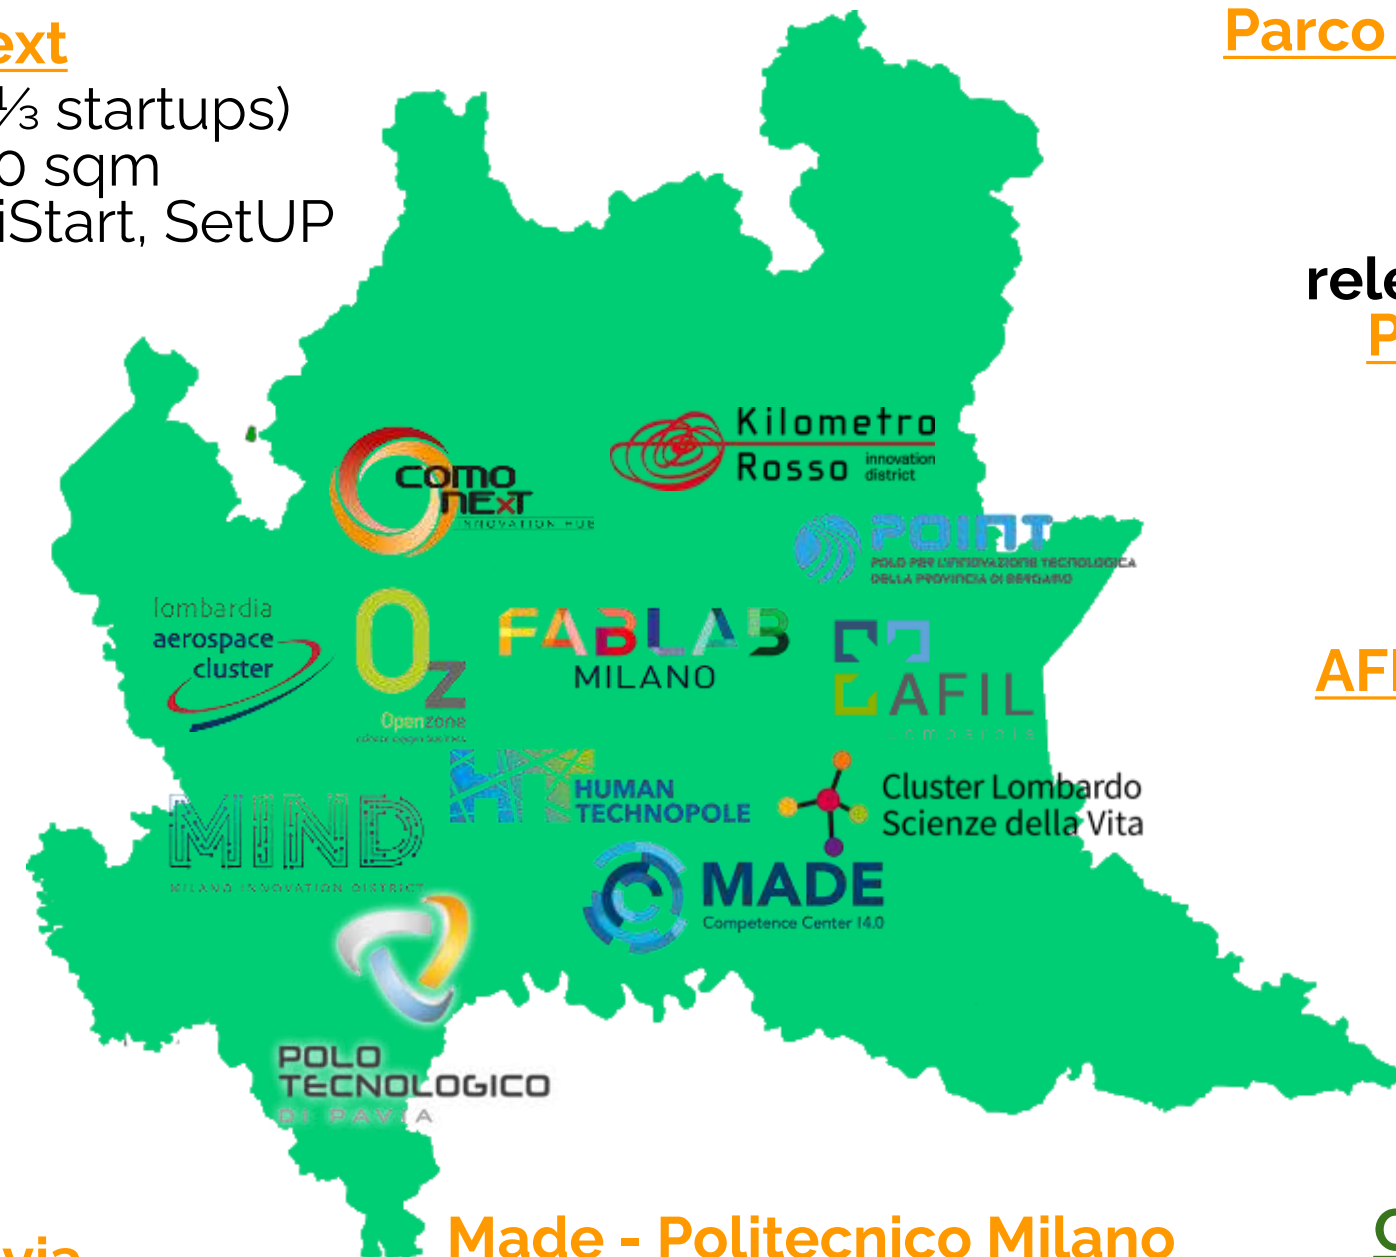 ext
⅓ startups)
0 sqm
iStart, SetUP
Parco
rele
P
Kilometro
Rosso innovation
district
COMO
NExT
INNOVATION HUB
POINT
POLO PER L'INNOVAZIONE TECNOLOGICA
DELLA PROVINCIA DI BERGAMO
lombardia
aerospace
cluster
Oz
Openzone
FABLAB
MILANO
AFIL
Lombardia
AFI
HUMAN
TECHNOPOLE
Cluster Lombardo
Scienze della Vita
MIND
MILANO INNOVATION DISTRICT
MADE
Competence Center I4.0
POLO
TECNOLOGICO
DI PAVIA
via
Made - Politecnico Milano